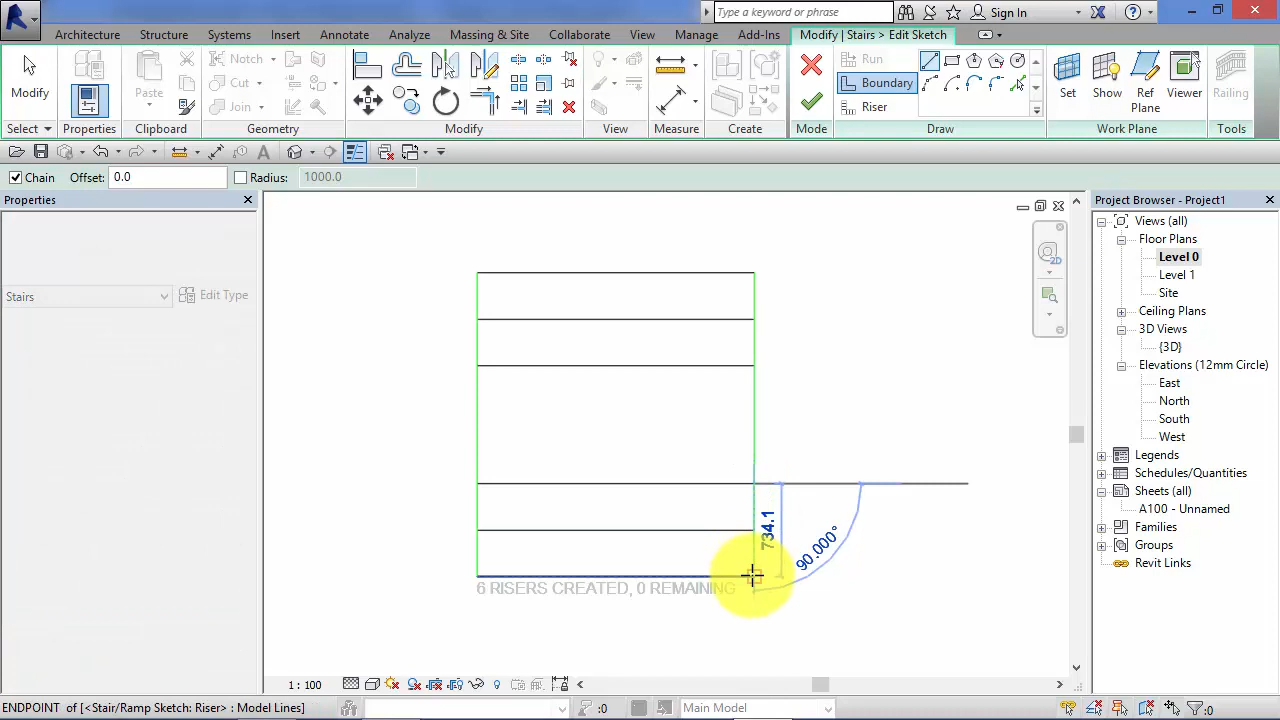 Type a keyword or phrase
Sign In
Architecture Structure Systems Insert Annotate Analyze Massing & Site Collaborate View Manage Add-Ins Modify | Stairs > Edit Sketch
Notch
Run
Modify
Paste
Cut
Boundary
Set Show Ref Plane Viewer Railing
Join
Riser
Select Properties Clipboard Geometry Modify View Measure Create Mode Draw Work Plane Tools
Chain Offset: 0.0 Radius: 1000.0
Properties
Stairs Edit Type
734.1
90.000°
6 RISERS CREATED, 0 REMAINING
2D
Project Browser - Project1
Views (all)
Floor Plans
Level 0
Level 1
Site
Ceiling Plans
3D Views
{3D}
Elevations (12mm Circle)
East
North
South
West
Legends
Schedules/Quantities
Sheets (all)
A100 - Unnamed
Families
Groups
Revit Links
1 : 100
ENDPOINT of [<Stair/Ramp Sketch: Riser> : Model Lines]
:0
Main Model
:0